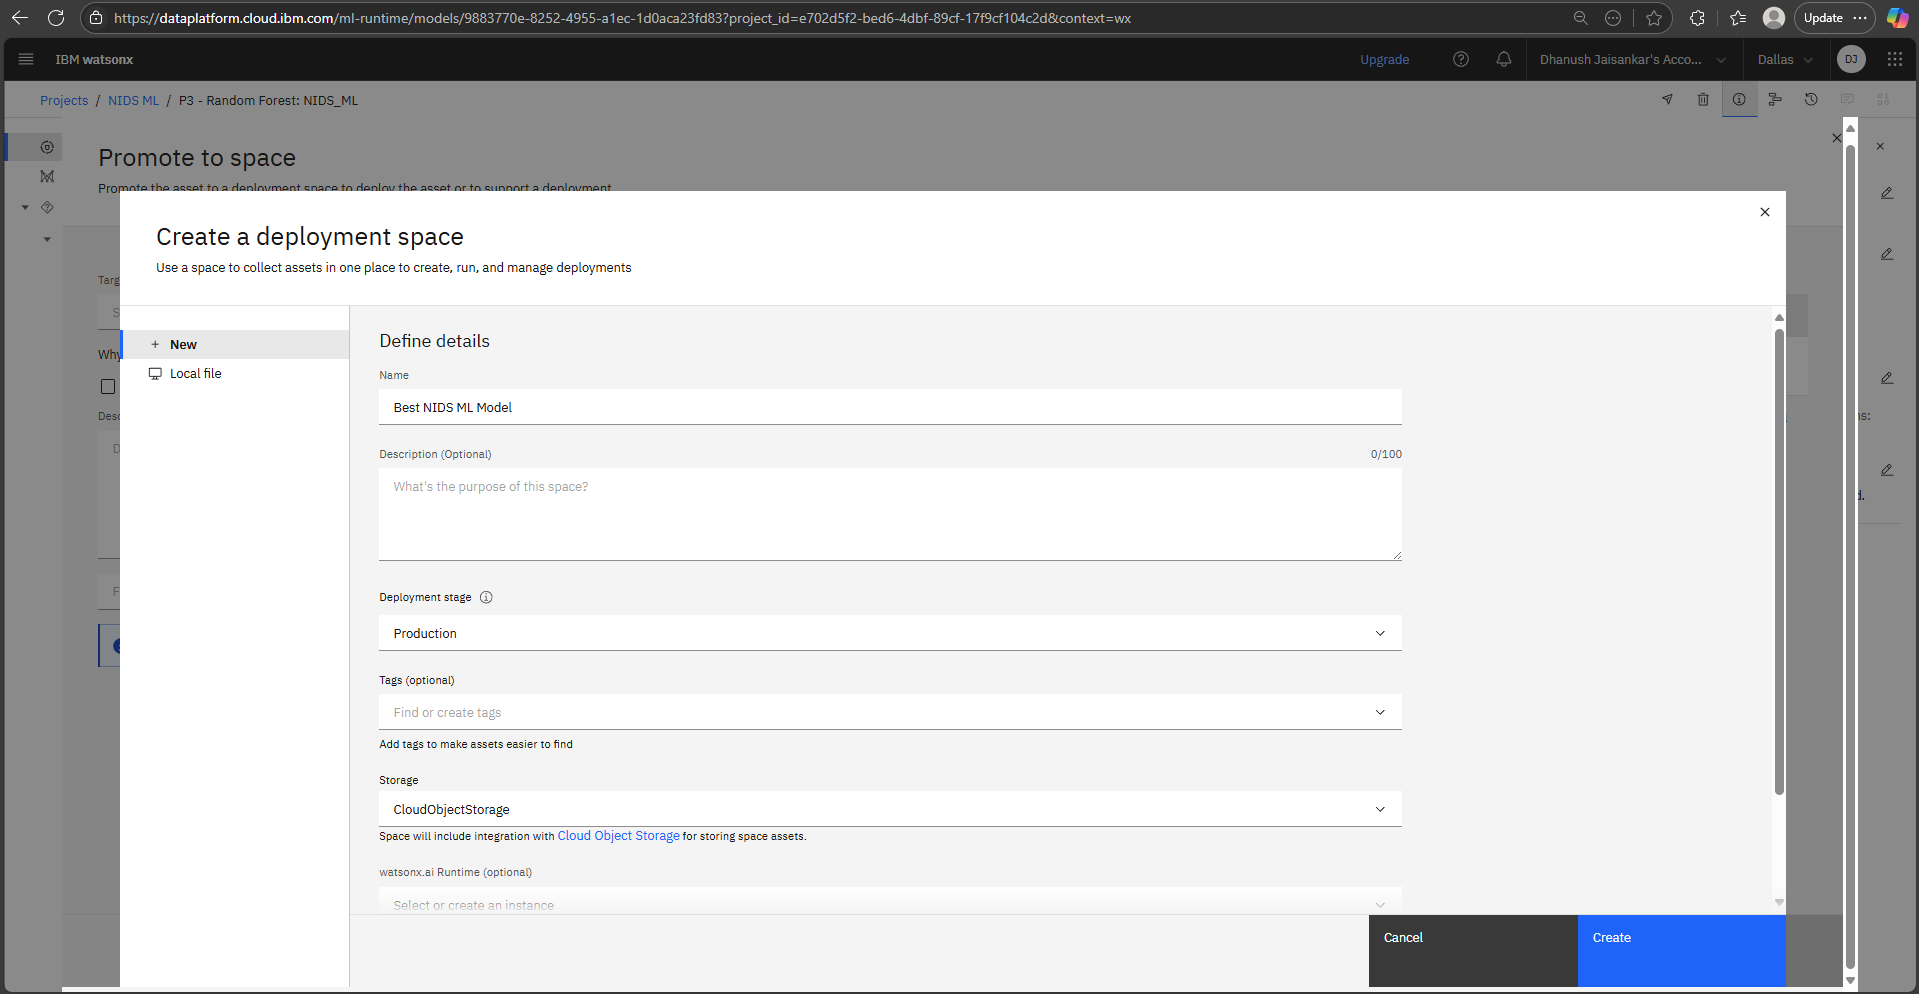 https://dataplatform.cloud.ibm.com/ml-runtime/models/9883770e-8252-4955-a1ec-1d0aca23fd83?project_id=e702d5f2-bed6-4dbf-89cf-17f9cf104c2d&context=wx
Update
IBM watsonx
Upgrade
Dhanush Jaisankar's Acco...
Dallas
DJ
Projects / NIDS ML / P3 - Random Forest: NIDS_ML
Promote to space
Promote the asset to a deployment space to deploy the asset or to support a deployment
Create a deployment space
Use a space to collect assets in one place to create, run, and manage deployments
Targ
S
Why
Desc
D
F
ns:
d.
New
Local file
Define details
Name
Best NIDS ML Model
Description (Optional)
0/100
What's the purpose of this space?
Deployment stage
Production
Tags (optional)
Find or create tags
Add tags to make assets easier to find
Storage
CloudObjectStorage
Space will include integration with Cloud Object Storage for storing space assets.
watsonx.ai Runtime (optional)
Select or create an instance
Cancel
Create